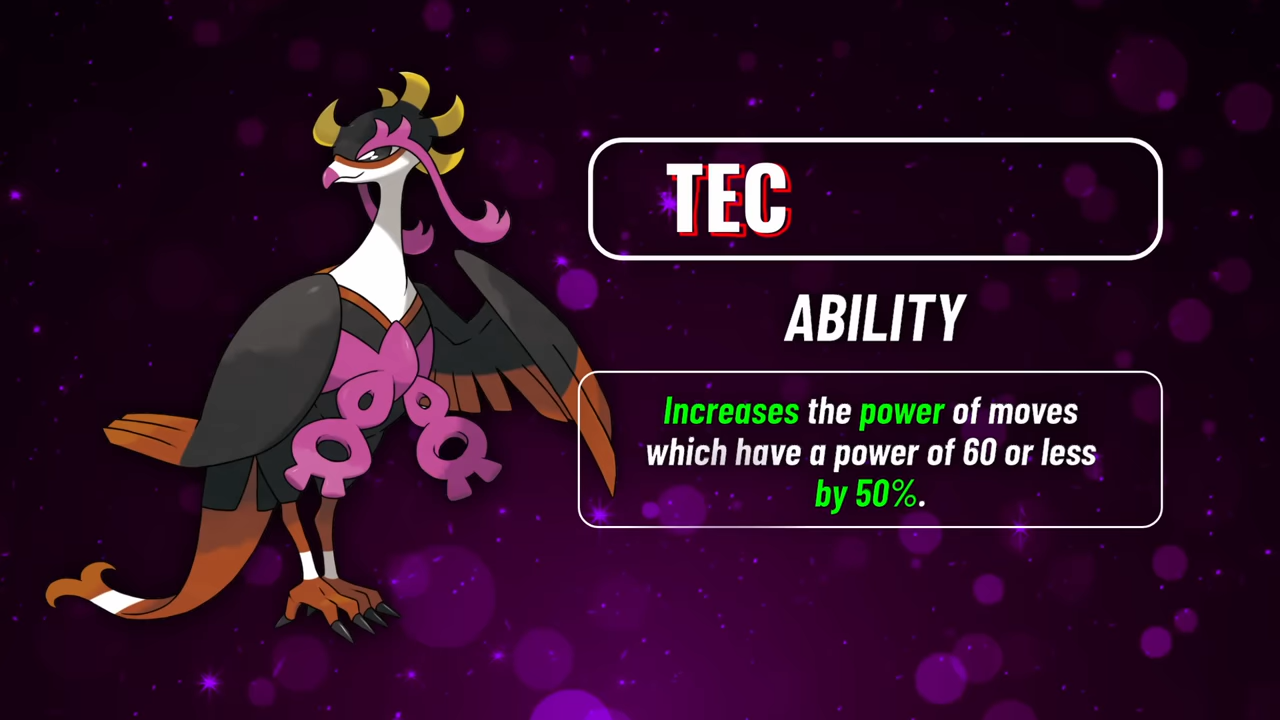 TEC
ABILITY
Increases the power of moves
which have a power of 60 or less
by 50%.